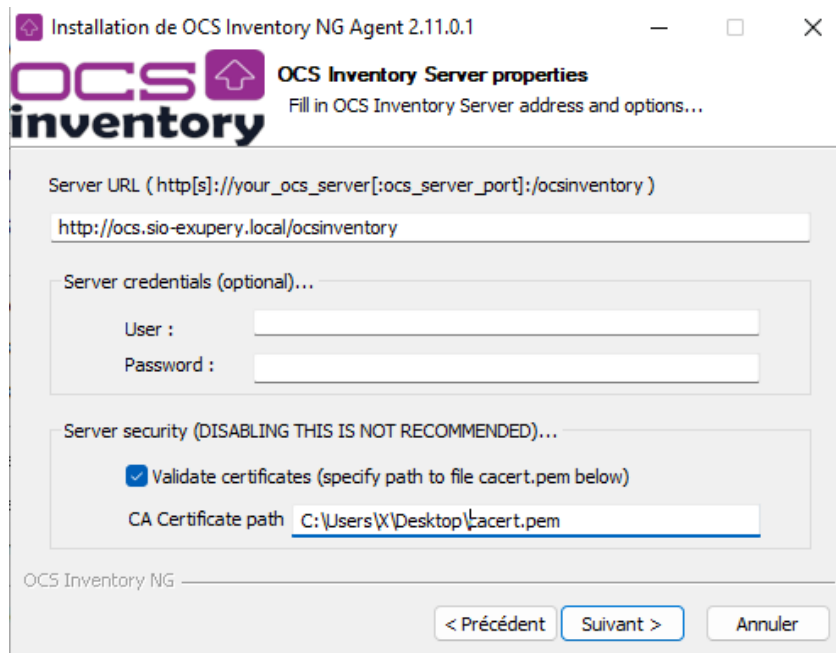 Installation de OCS Inventory NG Agent 2.11.0.1
OCS
inventory
OCS Inventory Server properties
Fill in OCS Inventory Server address and options...
Server URL ( http[s]://your_ocs_server[:ocs_server_port]:/ocsinventory )
http://ocs.sio-exupery.local/ocsinventory
Server credentials (optional)...
User :
Password :
Server security (DISABLING THIS IS NOT RECOMMENDED)...
Validate certificates (specify path to file cacert.pem below)
CA Certificate path C:\Users\X\Desktop\cacert.pem
OCS Inventory NG
< Précédent Suivant > Annuler